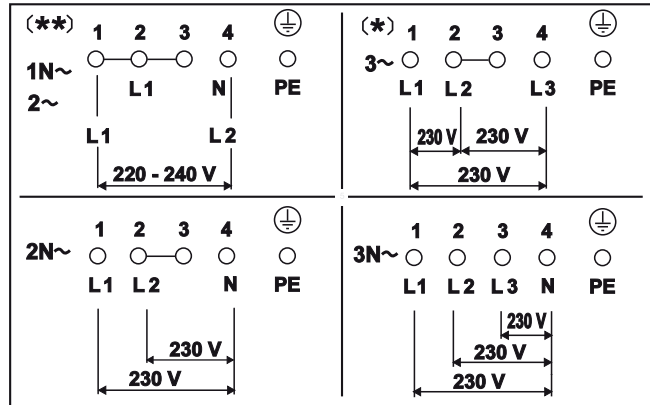 (**) 1 2 3 4
1N~ L1 N PE
2~
L1 L2
220 - 240 V
(*) 1 2 3 4
3~
L1 L2 L3 PE
230 V 230 V
230 V
1 2 3 4
2N~
L1 L2 N PE
230 V
230 V
1 2 3 4
3N~
L1 L2 L3 N PE
230 V
230 V
230 V